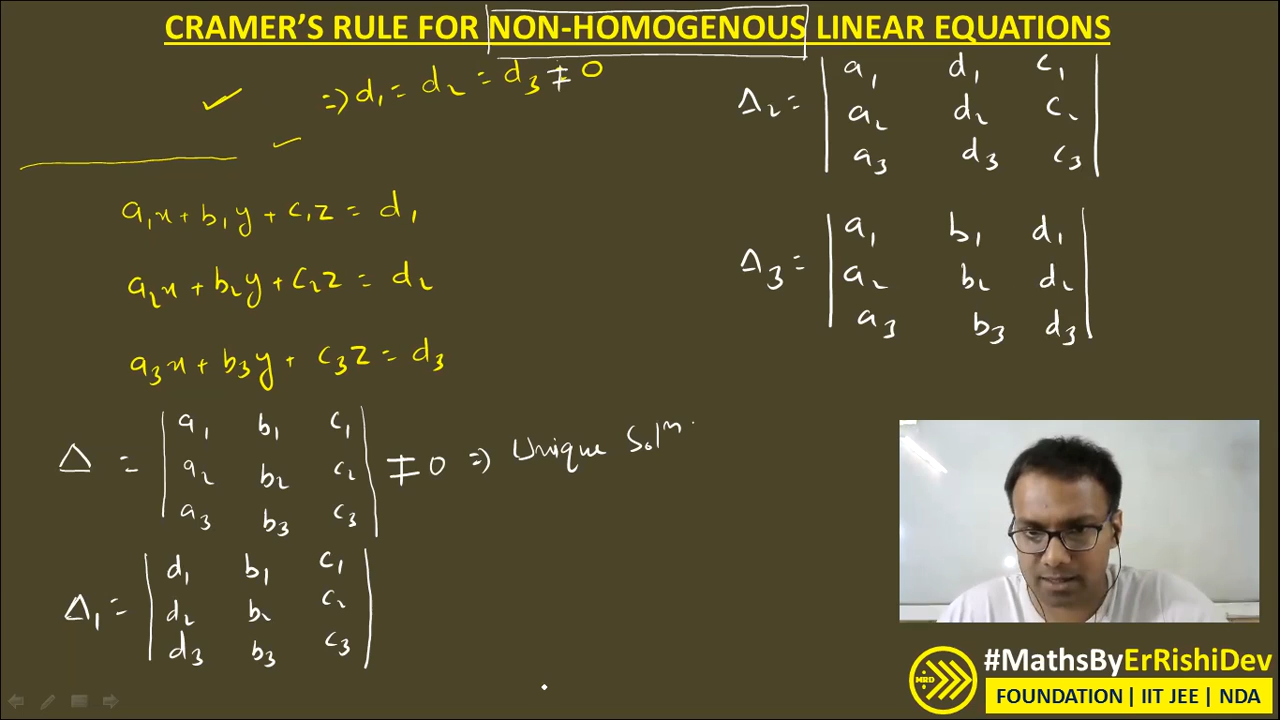 CRAMER'S RULE FOR NON-HOMOGENOUS LINEAR EQUATIONS
⇒ d₁ = d₂ = d₃ ≠ 0
a₁x + b₁y + c₁z = d₁
a₂x + b₂y + c₂z = d₂
a₃x + b₃y + c₃z = d₃
Δ = | a₁ b₁ c₁ |
| a₂ b₂ c₂ | ≠ 0 ⇒ Unique Solⁿ.
| a₃ b₃ c₃ |
Δ₁ = | d₁ b₁ c₁ |
| d₂ b₂ c₂ |
| d₃ b₃ c₃ |
Δ₂ = | a₁ d₁ c₁ |
| a₂ d₂ c₂ |
| a₃ d₃ c₃ |
Δ₃ = | a₁ b₁ d₁ |
| a₂ b₂ d₂ |
| a₃ b₃ d₃ |
MRD
#MathsByErRishiDev
FOUNDATION | IIT JEE | NDA